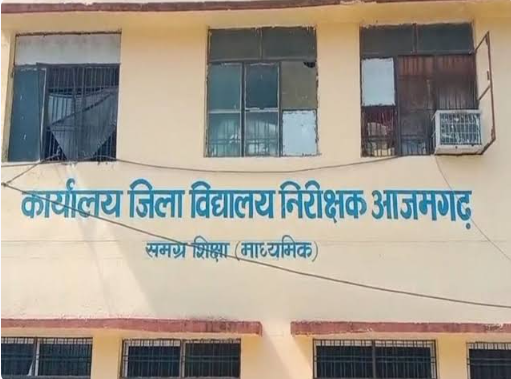 कार्यालय जिला विद्यालय निरीक्षक आजमगढ़
समग्र शिक्षा (माध्यमिक)